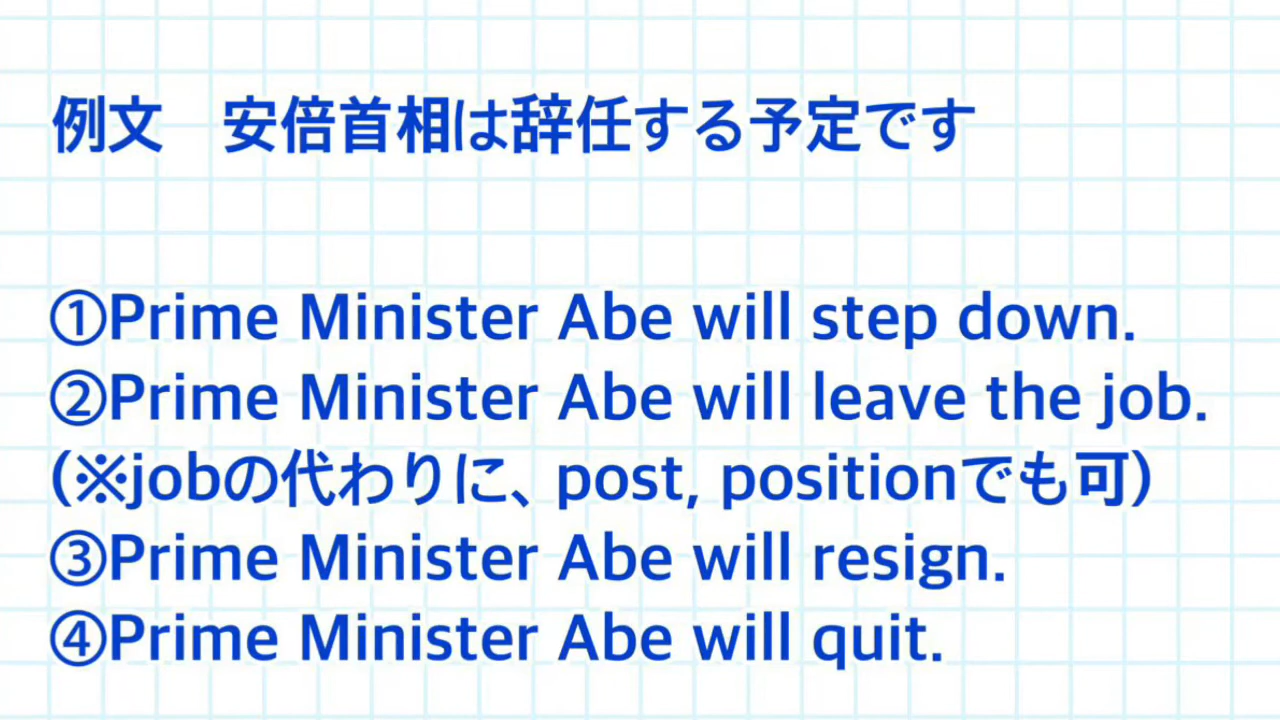 例文　安倍首相は辞任する予定です
①Prime Minister Abe will step down.
②Prime Minister Abe will leave the job.
(※jobの代わりに、post, positionでも可)
③Prime Minister Abe will resign.
④Prime Minister Abe will quit.